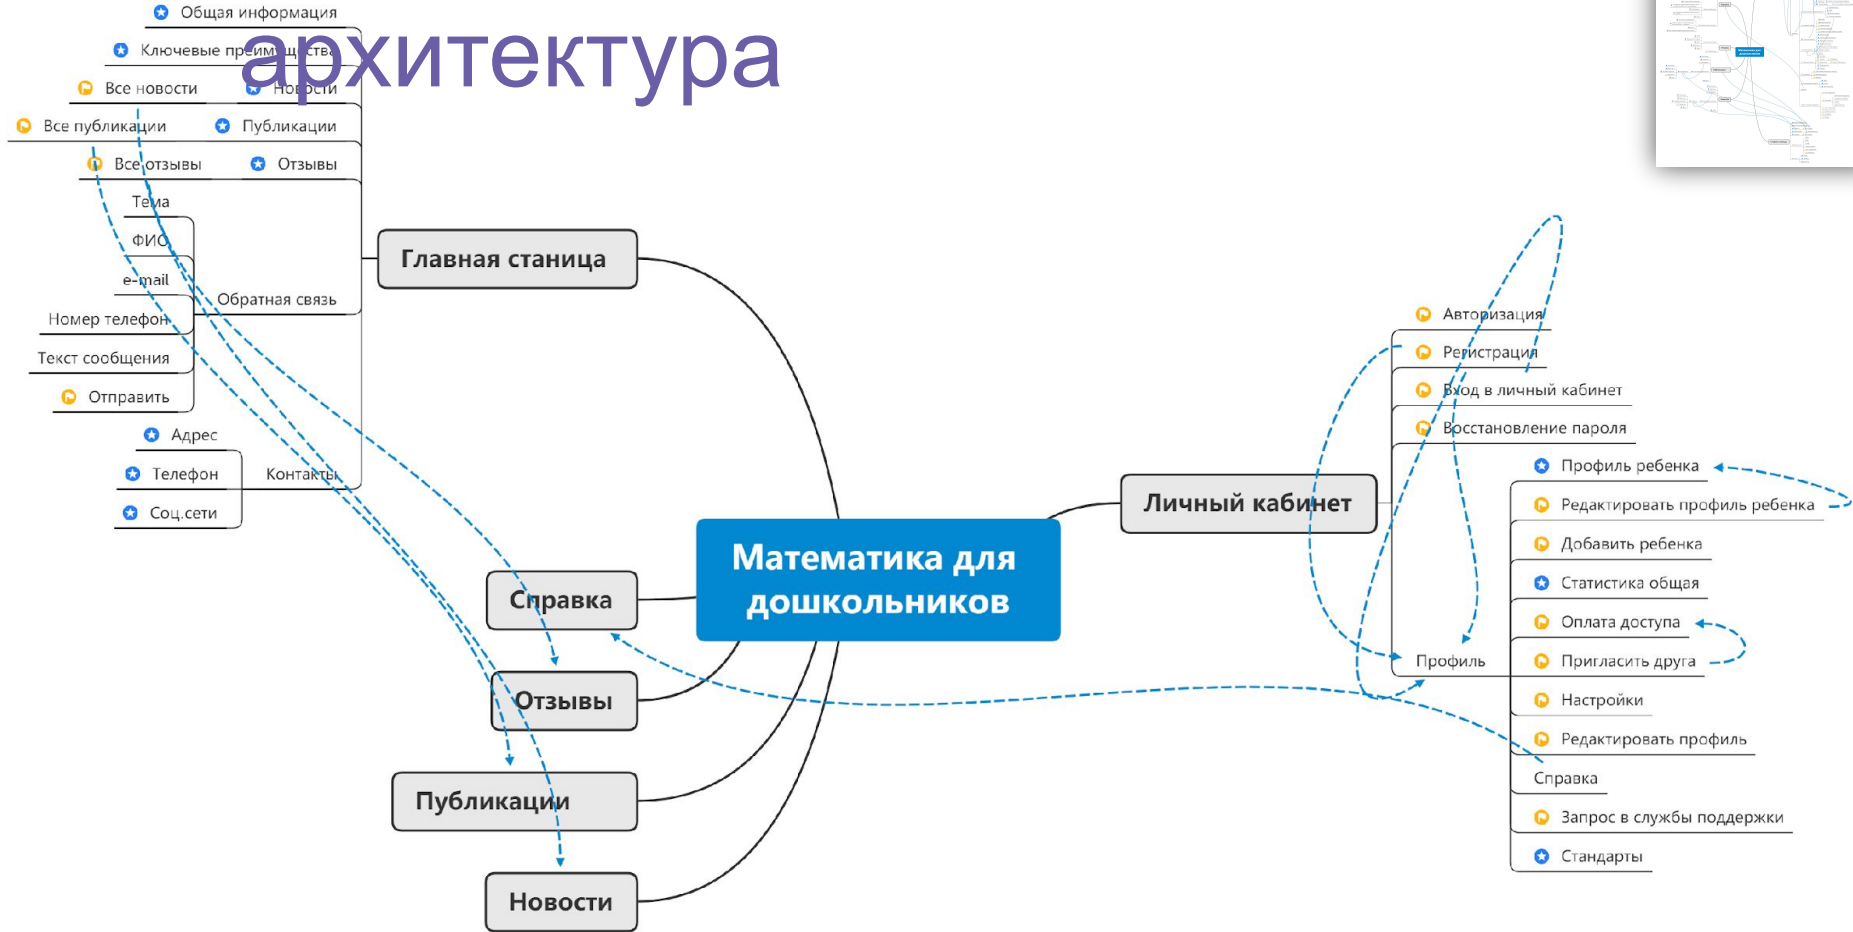 архитектура
Общая информация
Ключевые преимущества
Все новости
Новости
Все публикации
Публикации
Все отзывы
Отзывы
Тема
ФИО
e-mail
Номер телефон
Текст сообщения
Отправить
Обратная связь
Адрес
Телефон
Соц.сети
Контакты
Главная станица
Справка
Отзывы
Публикации
Новости
Математика для
дошкольников
Личный кабинет
Авторизация
Регистрация
Вход в личный кабинет
Восстановление пароля
Профиль
Профиль ребенка
Редактировать профиль ребенка
Добавить ребенка
Статистика общая
Оплата доступа
Пригласить друга
Настройки
Редактировать профиль
Справка
Запрос в службы поддержки
Стандарты